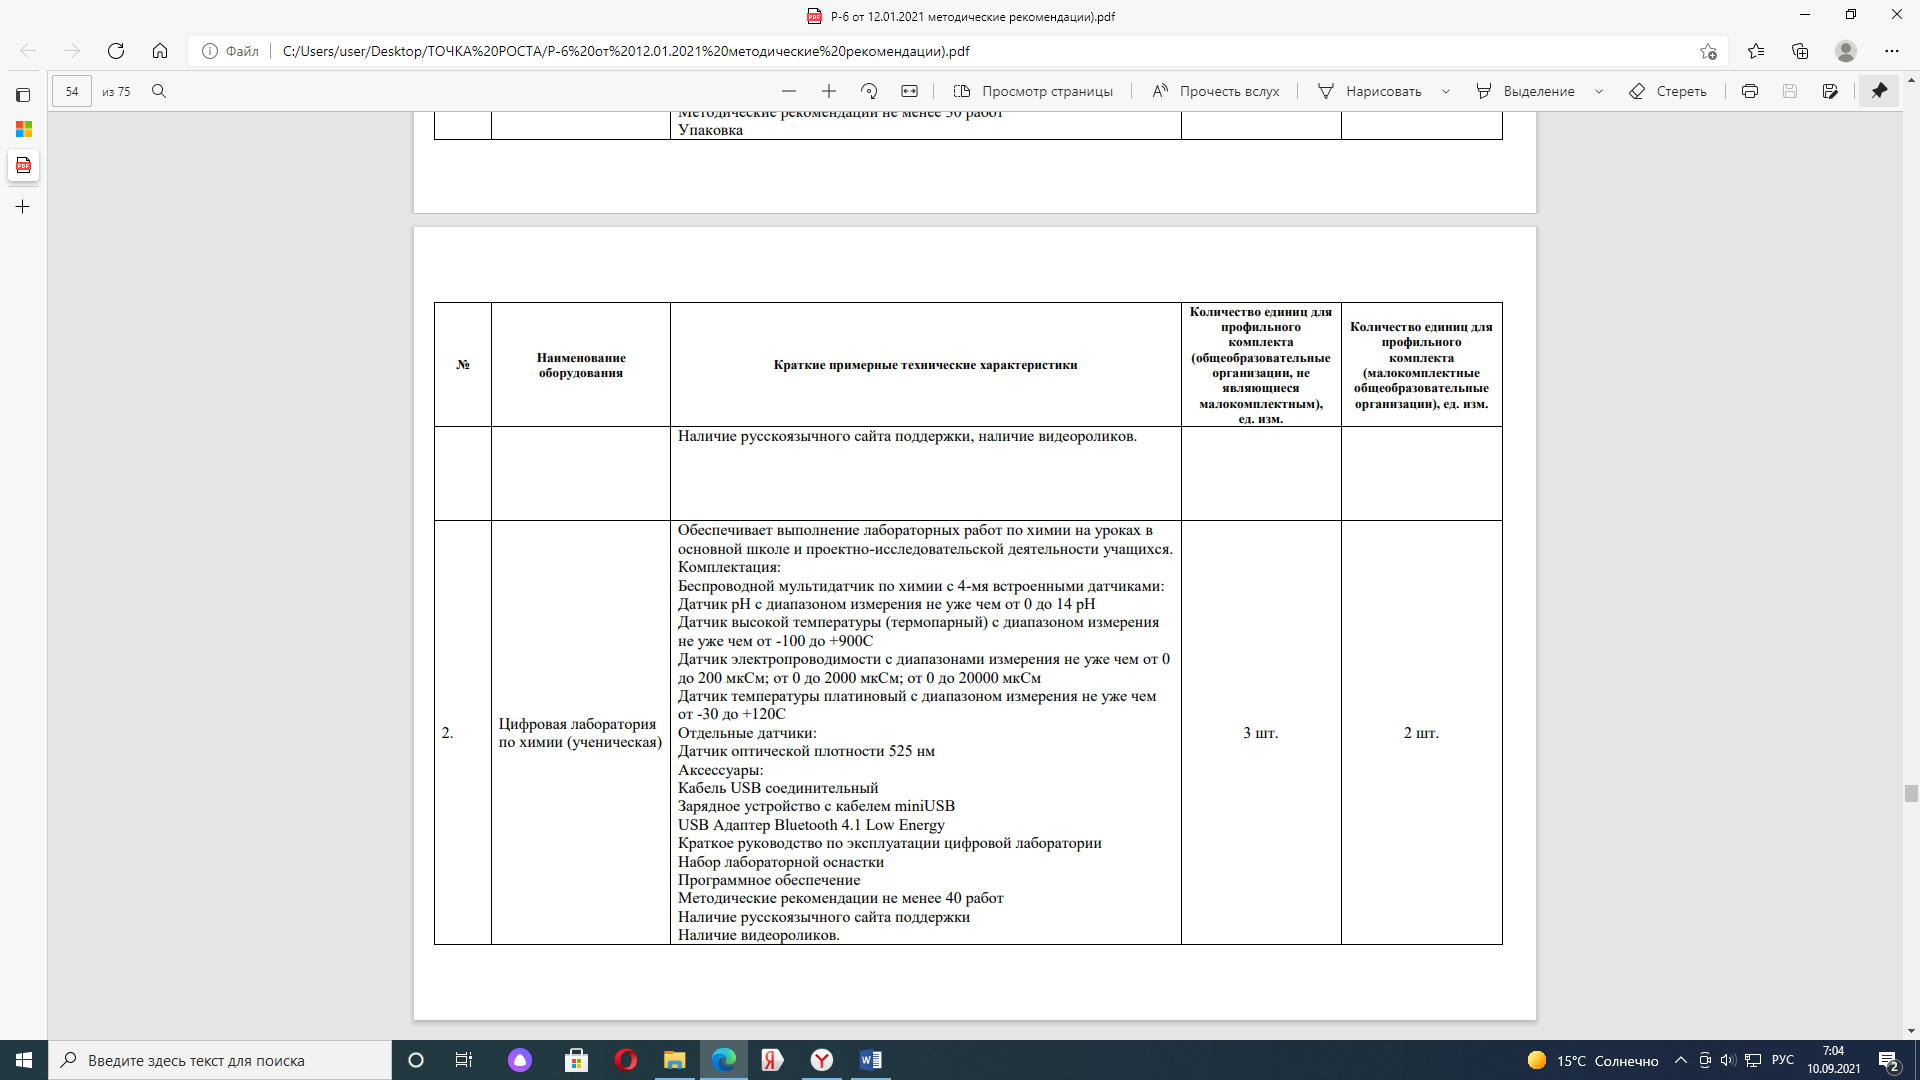 Р-6 от 12.01.2021 методические рекомендации).pdf
Файл
C:/Users/user/Desktop/ТОЧКА%20РОСТА/Р-6%20от%2012.01.2021%20методические%20рекомендации).pdf
54 из 75
Просмотр страницы
Прочесть вслух
Нарисовать
Выделение
Стереть
Методические рекомендации не менее 30 работ
Упаковка
№
Наименование
оборудования
Краткие примерные технические характеристики
Количество единиц для
профильного
комплекта
(общеобразовательные
организации, не
являющиеся
малокомплектным),
ед. изм.
Количество единиц для
профильного
комплекта
(малокомплектные
общеобразовательные
организации), ед. изм.
Наличие русскоязычного сайта поддержки, наличие видеороликов.
2.
Цифровая лаборатория
по химии (ученическая)
Обеспечивает выполнение лабораторных работ по химии на уроках в
основной школе и проектно-исследовательской деятельности учащихся.
Комплектация:
Беспроводной мультидатчик по химии с 4-мя встроенными датчиками:
Датчик pH с диапазоном измерения не уже чем от 0 до 14 pH
Датчик высокой температуры (термопарный) с диапазоном измерения
не уже чем от -100 до +900С
Датчик электропроводимости с диапазонами измерения не уже чем от 0
до 200 мкСм; от 0 до 2000 мкСм; от 0 до 20000 мкСм
Датчик температуры платиновый с диапазоном измерения не уже чем
от -30 до +120С
Отдельные датчики:
Датчик оптической плотности 525 нм
Аксессуары:
Кабель USB соединительный
Зарядное устройство с кабелем miniUSB
USB Адаптер Bluetooth 4.1 Low Energy
Краткое руководство по эксплуатации цифровой лаборатории
Набор лабораторной оснастки
Программное обеспечение
Методические рекомендации не менее 40 работ
Наличие русскоязычного сайта поддержки
Наличие видеороликов.
3 шт.
2 шт.
Введите здесь текст для поиска
15°C Солнечно
РУС
7:04
10.09.2021
2